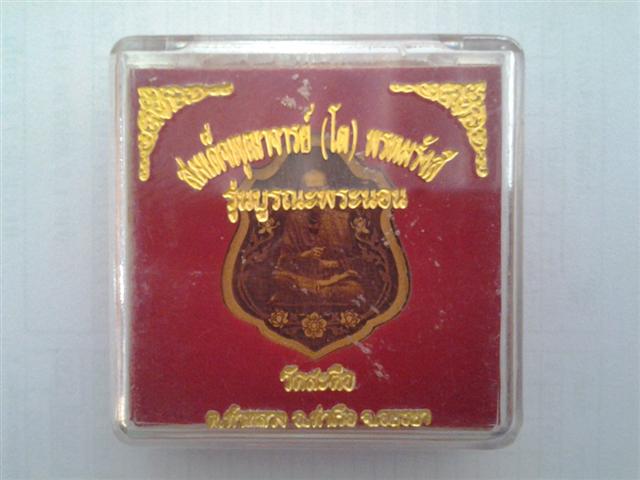 สมเด็จพุฒาจารย์ (โต) พรหมรังสี
รุ่นบูรณะพระนอน
วัดสะตือ
ต.ท่าหลวง อ.ท่าเรือ จ.อยุธยา